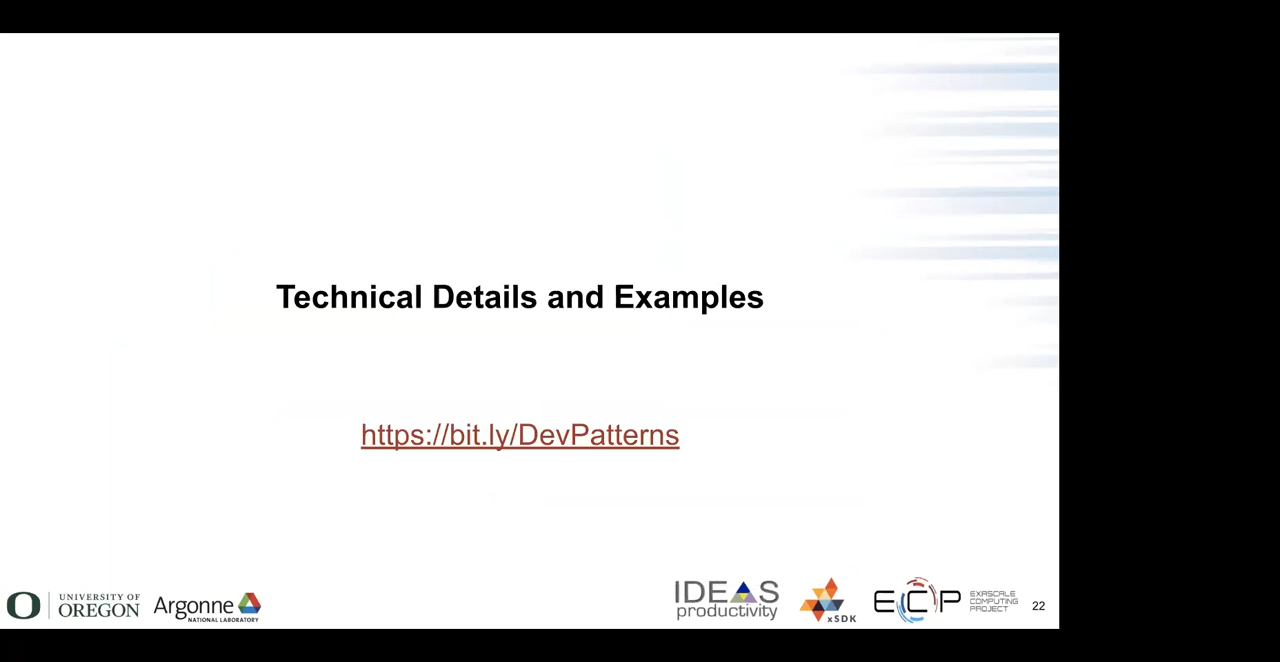 Technical Details and Examples
https://bit.ly/DevPatterns
O
UNIVERSITY OF
OREGON
Argonne
NATIONAL LABORATORY
IDEAS
productivity
xSDK
ECP
EXASCALE
COMPUTING
PROJECT
22